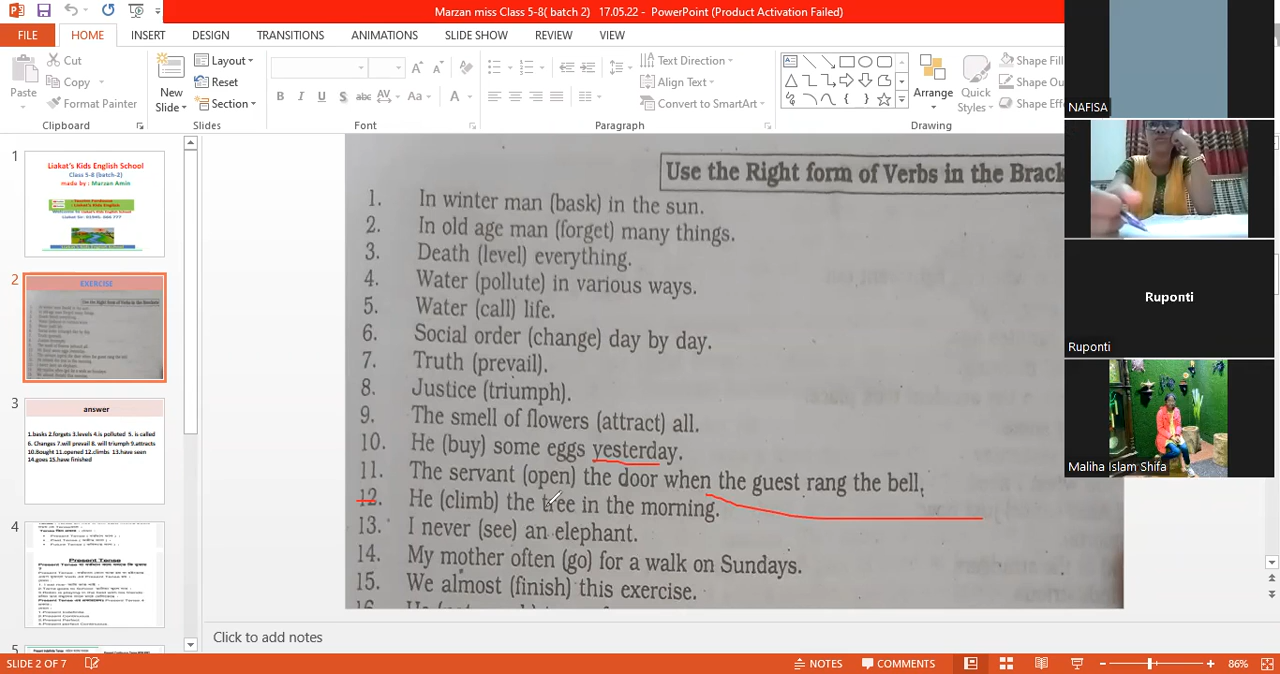 Marzan miss Class 5-8( batch 2) 17.05.22 - PowerPoint (Product Activation Failed)
FILE HOME INSERT DESIGN TRANSITIONS ANIMATIONS SLIDE SHOW REVIEW VIEW
Cut
Copy
Format Painter
Paste
Clipboard
New
Slide
Layout
Reset
Section
Slides
Font
Text Direction
Align Text
Convert to SmartArt
Paragraph
Arrange
Quick
Styles
Shape Fill
Shape Ou
Shape Effe
Drawing
1
Liakat's Kids English School
Class 5-8 (batch-2)
made by : Marzan Amin
2
EXERCISE
3
answer
1.basks 2.forgets 3.levels 4.is polluted 5. is called
6. Changes 7.will prevail 8. will triumph 9.attracts
10.Bought 11.opened 12.climbs 13.have seen
14.goes 15.have finished
4
Present Tense
5
Use the Right form of Verbs in the Brack
1. In winter man (bask) in the sun.
2. In old age man (forget) many things.
3. Death (level) everything.
4. Water (pollute) in various ways.
5. Water (call) life.
6. Social order (change) day by day.
7. Truth (prevail).
8. Justice (triumph).
9. The smell of flowers (attract) all.
10. He (buy) some eggs yesterday.
11. The servant (open) the door when the guest rang the bell,
12. He (climb) the tree in the morning.
13. I never (see) an elephant.
14. My mother often (go) for a walk on Sundays.
15. We almost (finish) this exercise.
Click to add notes
SLIDE 2 OF 7
NOTES COMMENTS 86%
NAFISA
Ruponti
Ruponti
Maliha Islam Shifa